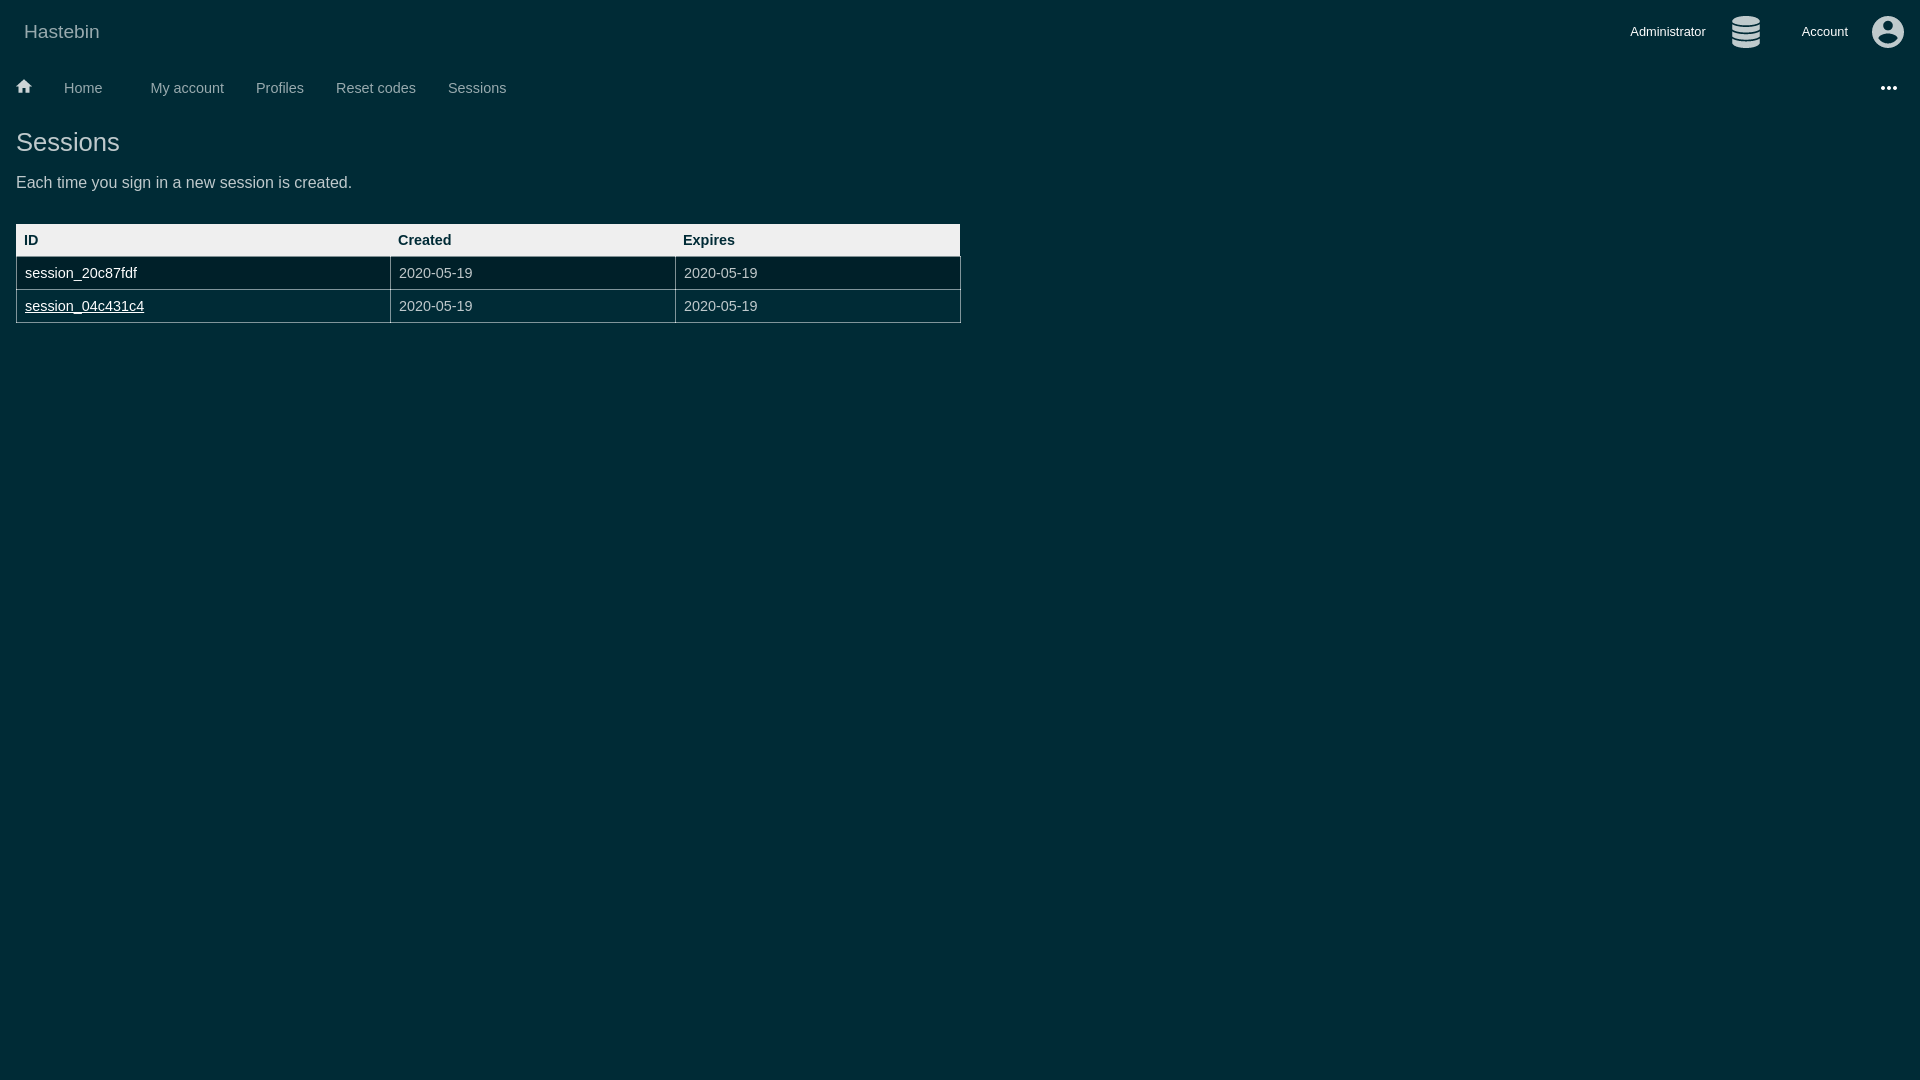 Hastebin
Administrator
Account
Home
My account
Profiles
Reset codes
Sessions
Sessions
Each time you sign in a new session is created.
ID Created Expires
session_20c87fdf 2020-05-19 2020-05-19
session_04c431c4 2020-05-19 2020-05-19